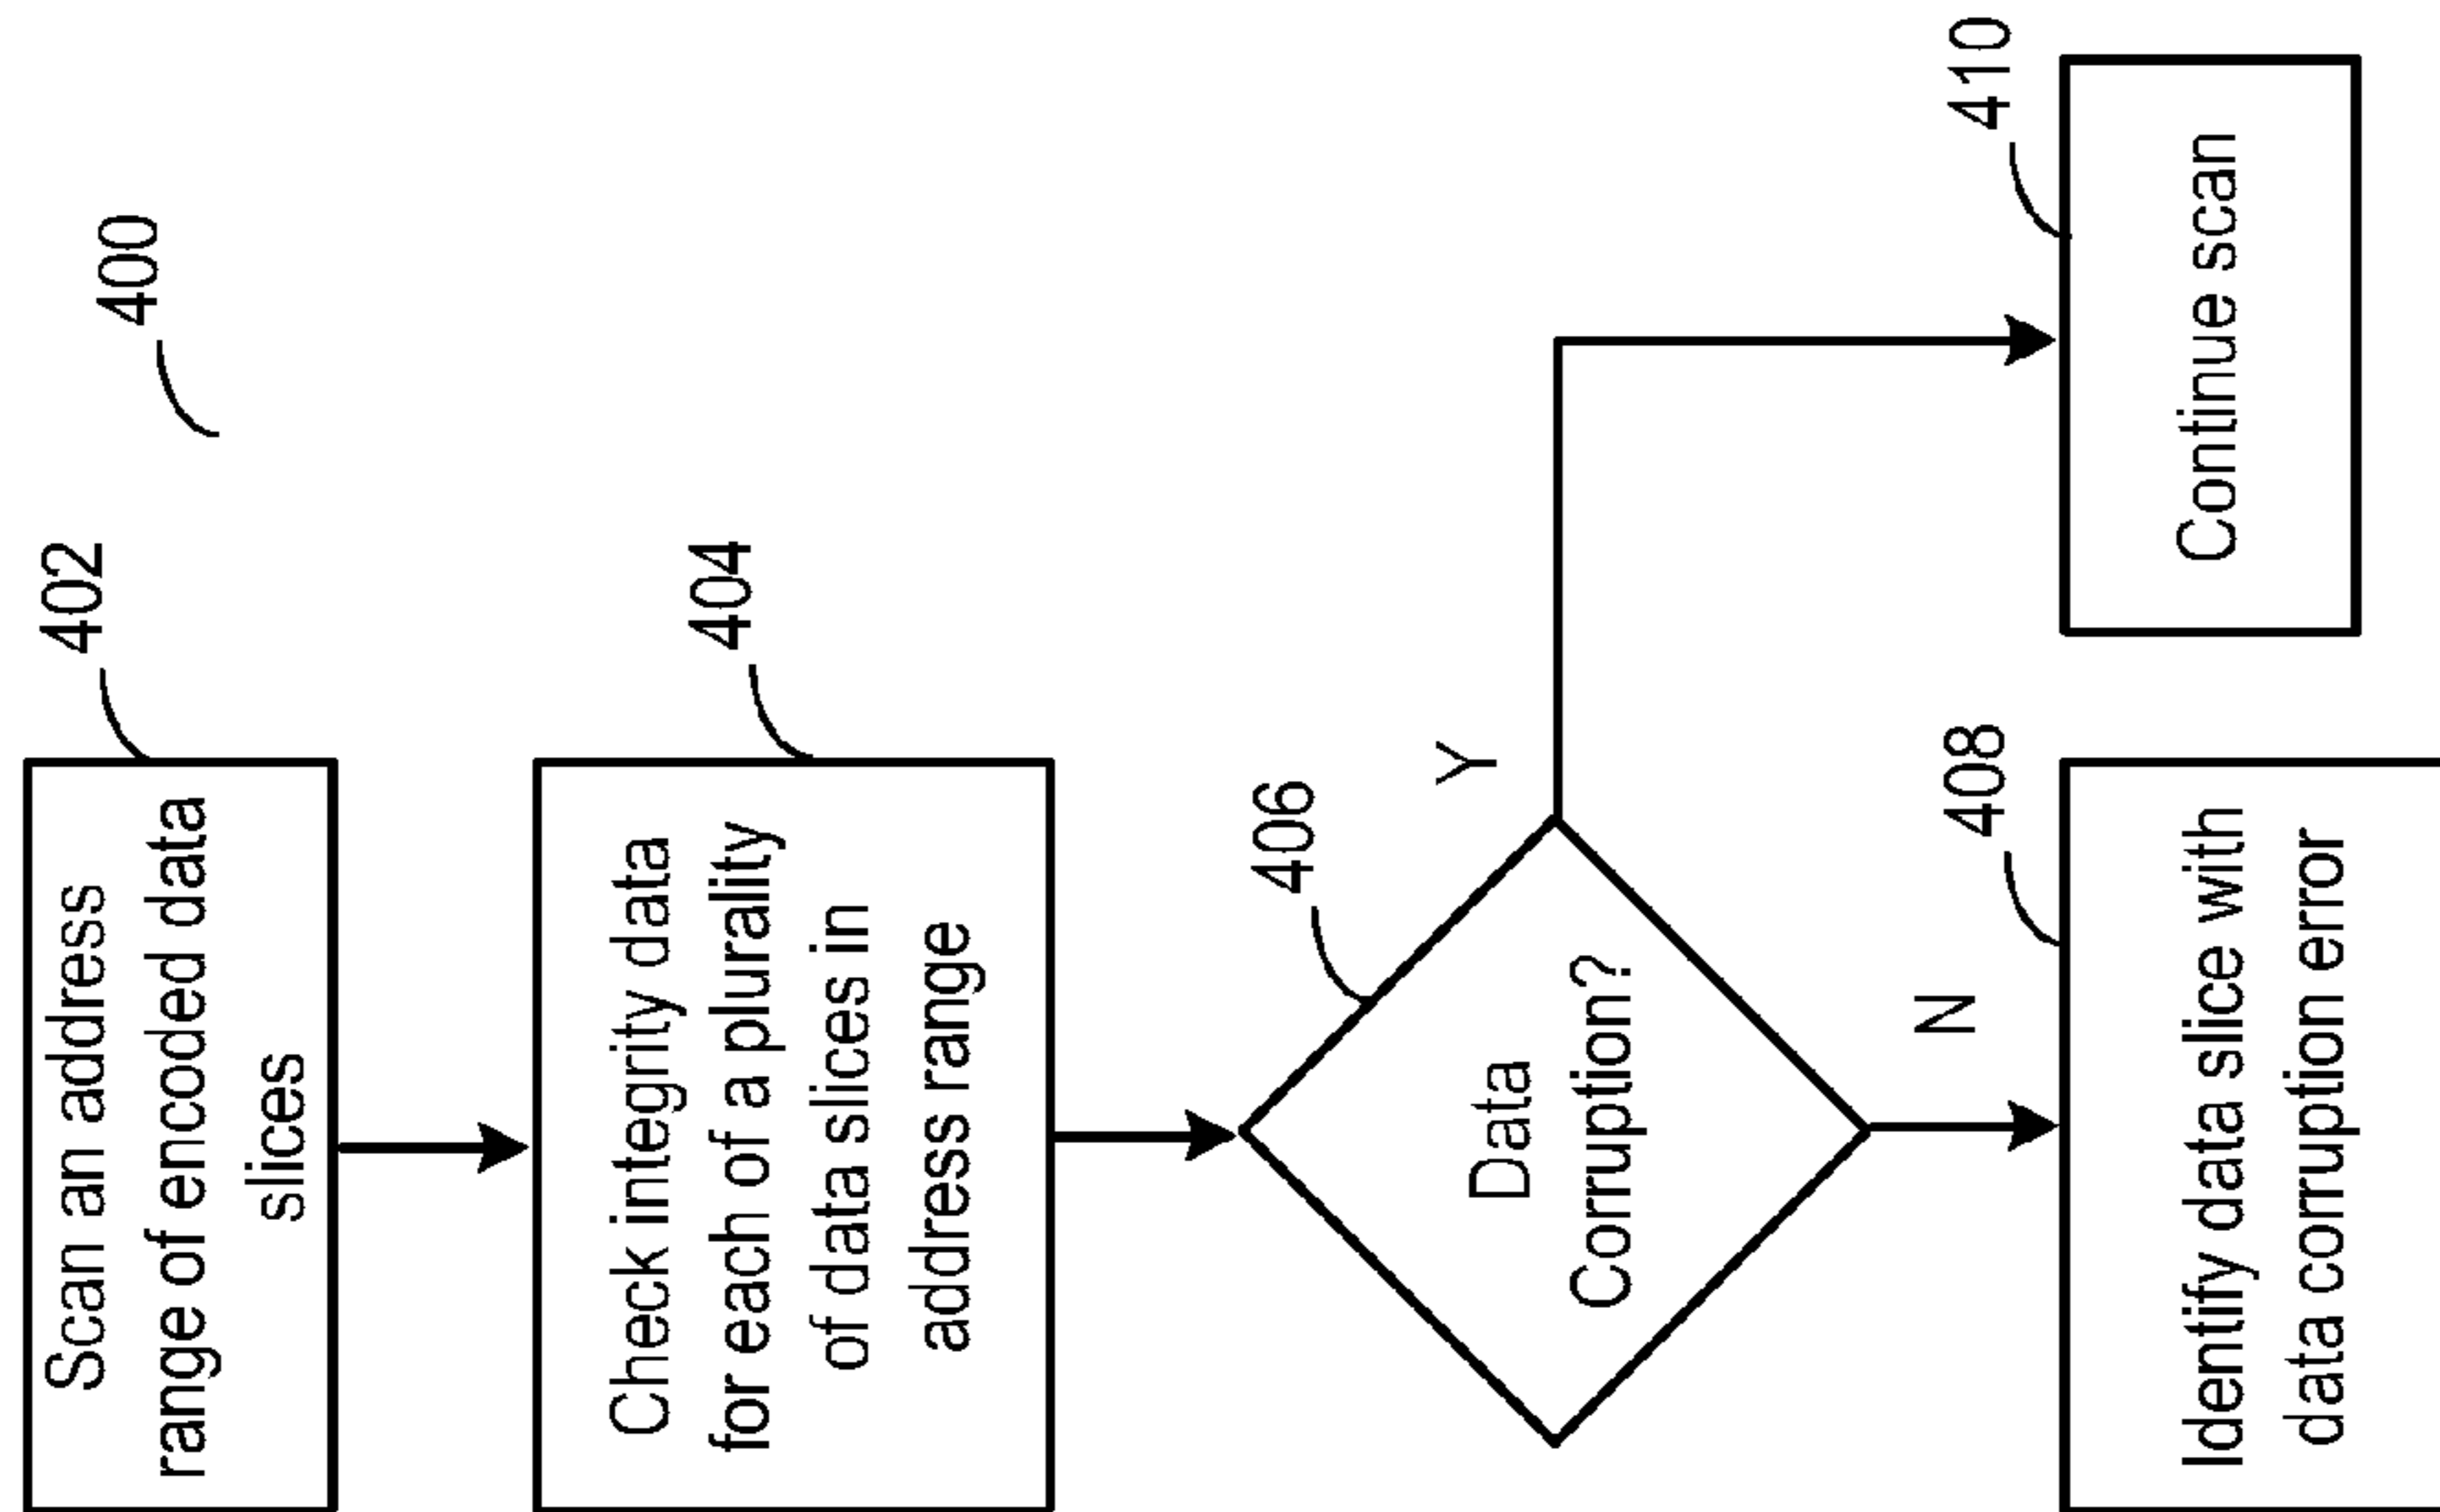 400
402
Scan an address
range of encoded data
slices
404
Check integrity data
for each of a plurality
of data slices in
address range
406
Data
Corruption?
Y
N
408
Identify data slice with
data corruption error
410
Continue scan